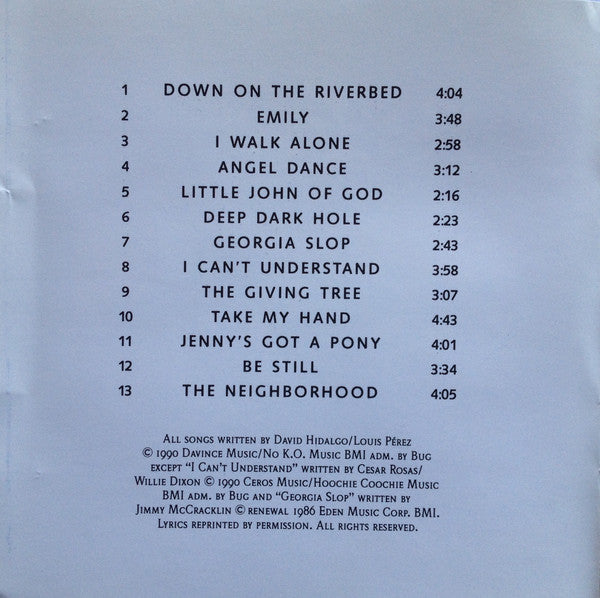 1 DOWN ON THE RIVERBED 4:04
2 EMILY 3:48
3 I WALK ALONE 2:58
4 ANGEL DANCE 3:12
5 LITTLE JOHN OF GOD 2:16
6 DEEP DARK HOLE 2:23
7 GEORGIA SLOP 2:43
8 I CAN'T UNDERSTAND 3:58
9 THE GIVING TREE 3:07
10 TAKE MY HAND 4:43
11 JENNY'S GOT A PONY 4:01
12 BE STILL 3:34
13 THE NEIGHBORHOOD 4:05
ALL SONGS WRITTEN BY DAVID HIDALGO/LOUIS PÉREZ
© 1990 DAVINCE MUSIC/NO K.O. MUSIC BMI ADM. BY BUG
EXCEPT "I CAN'T UNDERSTAND" WRITTEN BY CESAR ROSAS/
WILLIE DIXON © 1990 CEROS MUSIC/HOOCHIE COOCHIE MUSIC
BMI ADM. BY BUG AND "GEORGIA SLOP" WRITTEN BY
JIMMY MCCRACKLIN © RENEWAL 1986 EDEN MUSIC CORP. BMI.
LYRICS REPRINTED BY PERMISSION. ALL RIGHTS RESERVED.